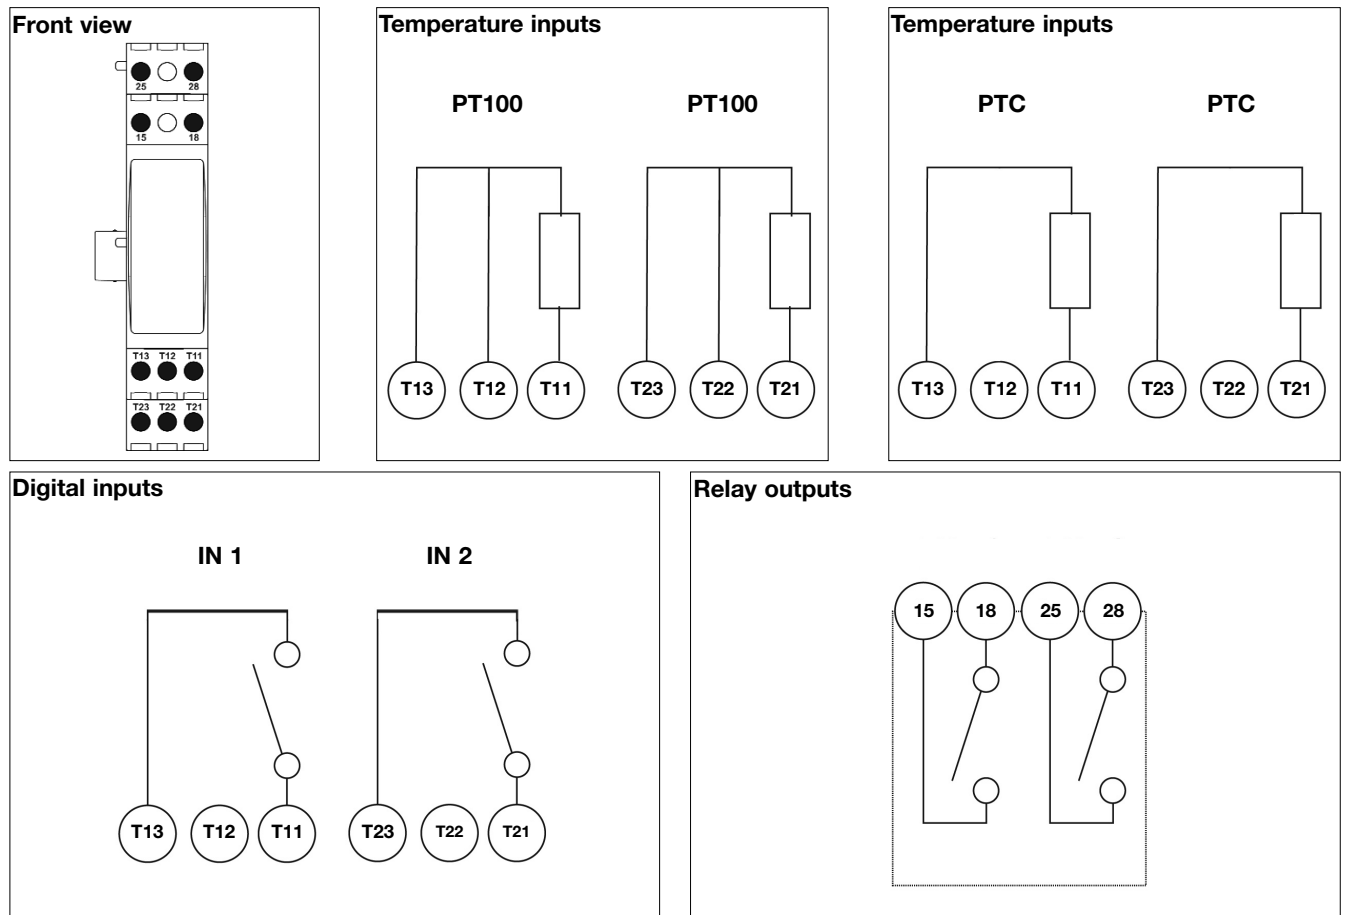 Front view
25 28
15 18
T13 T12 T11
T23 T22 T21
Temperature inputs
PT100 PT100
T13 T12 T11 T23 T22 T21
Temperature inputs
PTC PTC
T13 T12 T11 T23 T22 T21
Digital inputs
IN 1 IN 2
T13 T12 T11 T23 T22 T21
Relay outputs
15 18 25 28